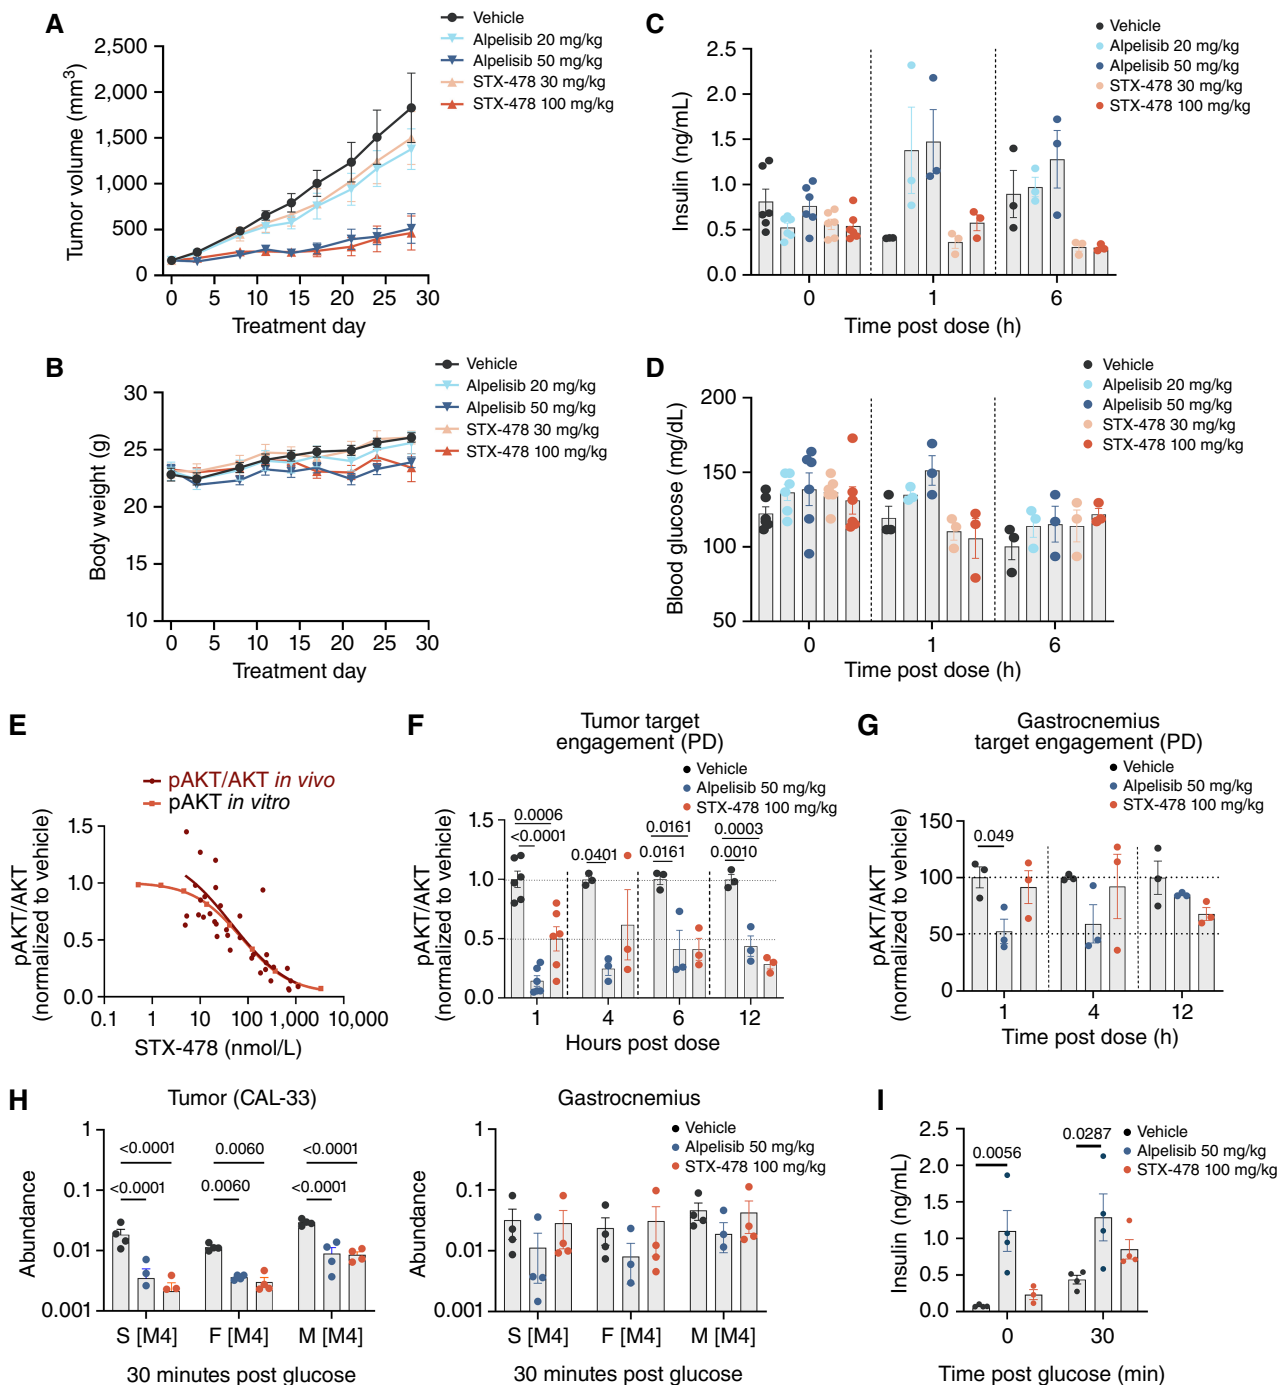 A
Vehicle
Alpelisib 20 mg/kg
Alpelisib 50 mg/kg
STX-478 30 mg/kg
STX-478 100 mg/kg
Tumor volume (mm³)
2,500
2,000
1,500
1,000
500
0
0 5 10 15 20 25 30
Treatment day
C
Vehicle
Alpelisib 20 mg/kg
Alpelisib 50 mg/kg
STX-478 30 mg/kg
STX-478 100 mg/kg
Insulin (ng/mL)
2.5
2.0
1.5
1.0
0.5
0.0
0 1 6
Time post dose (h)
B
Vehicle
Alpelisib 20 mg/kg
Alpelisib 50 mg/kg
STX-478 30 mg/kg
STX-478 100 mg/kg
Body weight (g)
30
25
20
15
10
0 5 10 15 20 25 30
Treatment day
D
Vehicle
Alpelisib 20 mg/kg
Alpelisib 50 mg/kg
STX-478 30 mg/kg
STX-478 100 mg/kg
Blood glucose (mg/dL)
200
150
100
50
0 1 6
Time post dose (h)
E
pAKT/AKT in vivo
pAKT in vitro
pAKT/AKT
(normalized to vehicle)
1.5
1.0
0.5
0.0
0.1 1 10 100 1,000 10,000
STX-478 (nmol/L)
F
Tumor target
engagement (PD)
Vehicle
Alpelisib 50 mg/kg
STX-478 100 mg/kg
pAKT/AKT
(normalized to vehicle)
1.5
1.0
0.5
0.0
0.0006
<0.0001
0.0401
0.0161
0.0161
0.0003
0.0010
1 4 6 12
Hours post dose
G
Gastrocnemius
target engagement (PD)
Vehicle
Alpelisib 50 mg/kg
STX-478 100 mg/kg
pAKT/AKT
(normalized to vehicle)
150
100
50
0
0.049
1 4 12
Time post dose (h)
H
Tumor (CAL-33)
Abundance
1
0.1
0.01
0.001
<0.0001
<0.0001
0.0060
0.0060
<0.0001
<0.0001
S [M4] F [M4] M [M4]
30 minutes post glucose
Gastrocnemius
Vehicle
Alpelisib 50 mg/kg
STX-478 100 mg/kg
Abundance
1
0.1
0.01
0.001
S [M4] F [M4] M [M4]
30 minutes post glucose
I
Vehicle
Alpelisib 50 mg/kg
STX-478 100 mg/kg
Insulin (ng/mL)
2.5
2.0
1.5
1.0
0.5
0.0
0.0056
0.0287
0 30
Time post glucose (min)